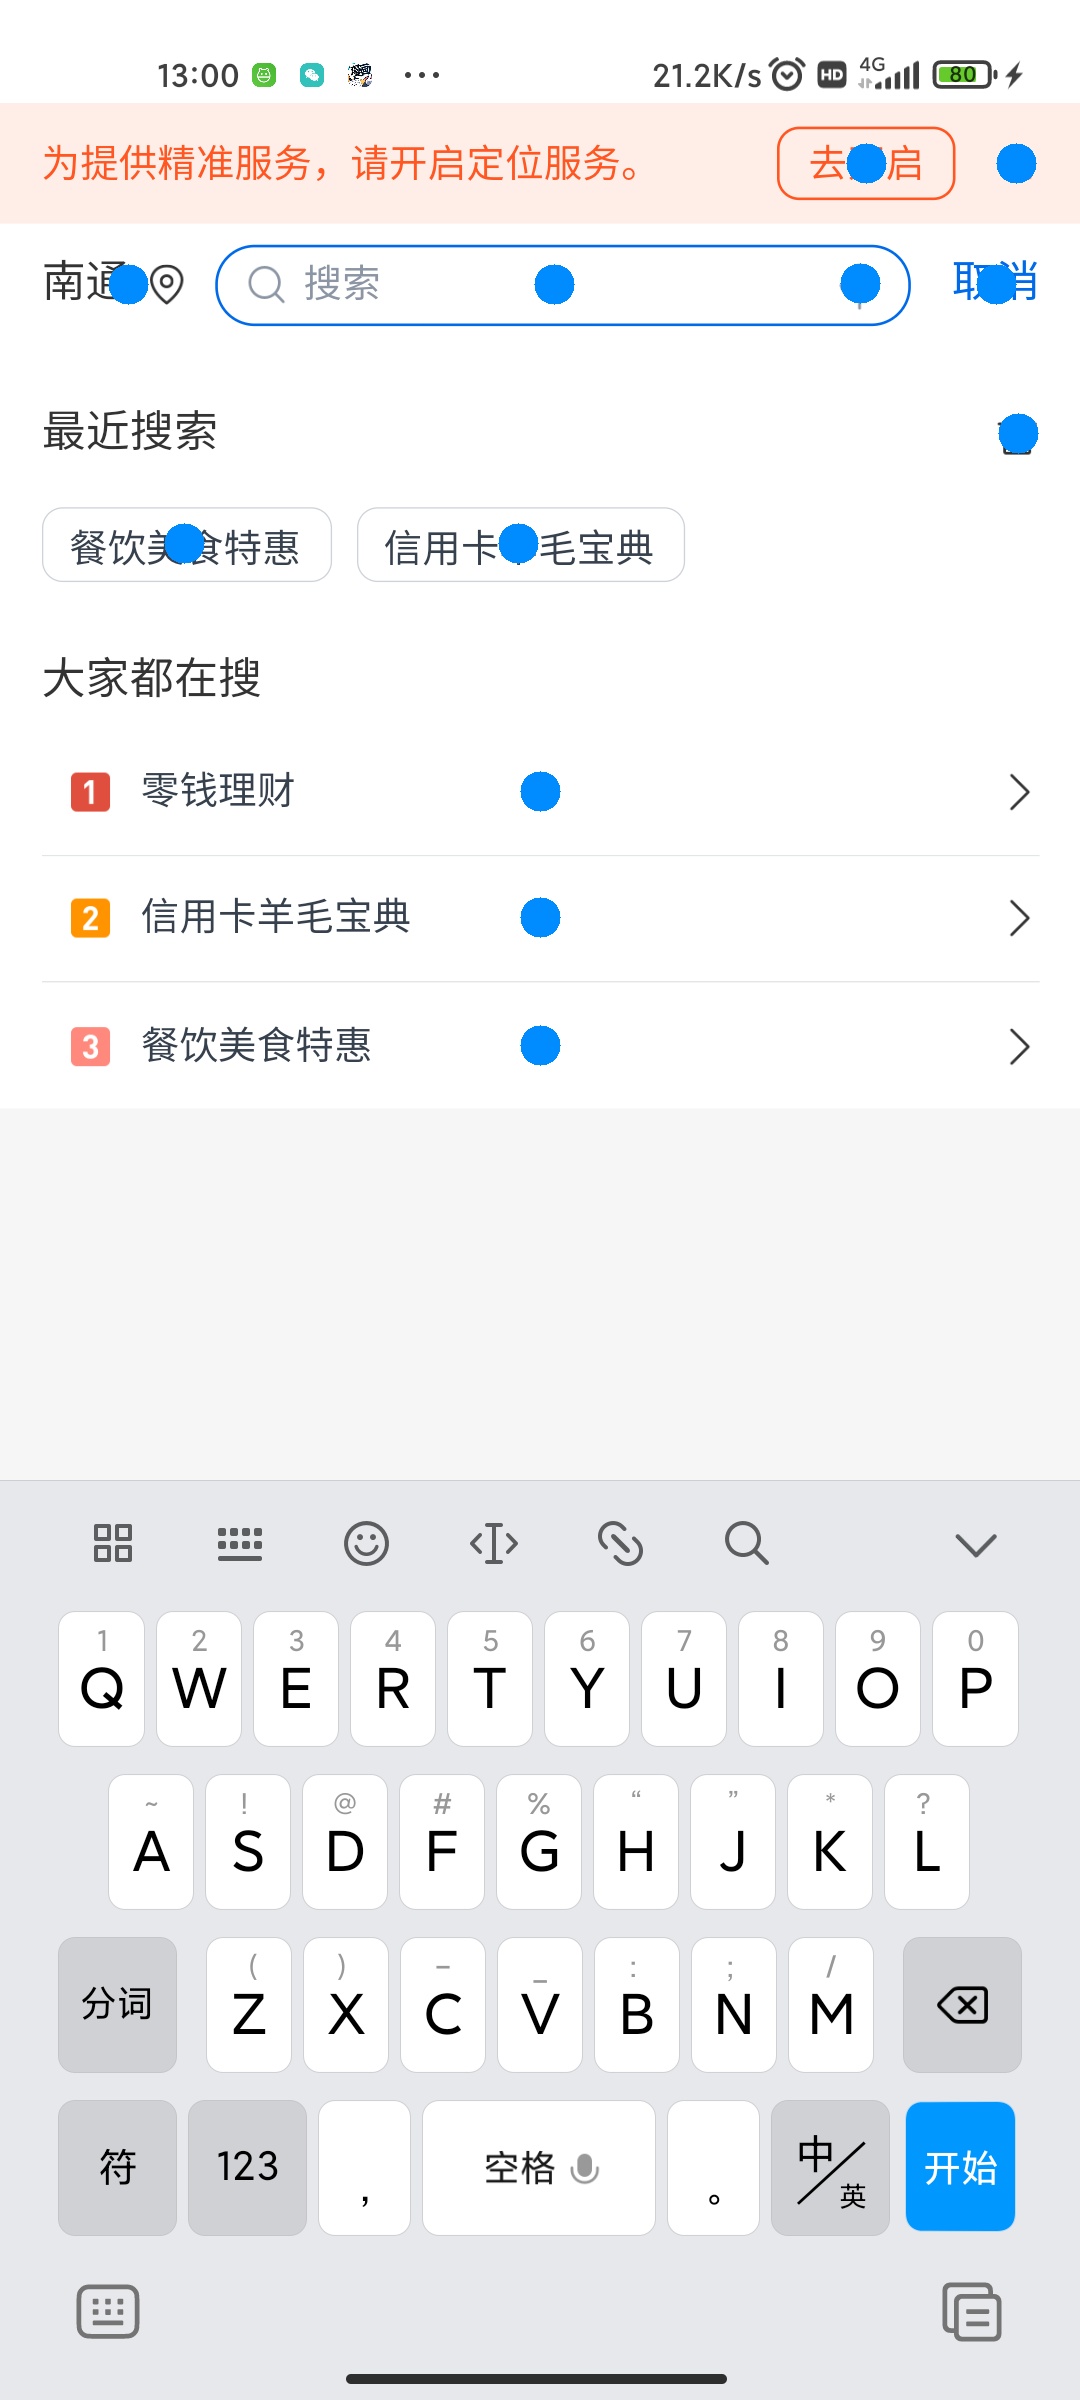 13:00 ··· 21.2K/s HD 4G 80
为提供精准服务，请开启定位服务。 去 启
南通 搜索 取消
最近搜索
餐饮美食特惠 信用卡 毛宝典
大家都在搜
1 零钱理财
2 信用卡羊毛宝典
3 餐饮美食特惠
1 2 3 4 5 6 7 8 9 0
Q W E R T Y U I O P
~ ! @ # % “ ” * ?
A S D F G H J K L
( ) – _ : ; /
分词 Z X C V B N M
符 123 , 空格 。 中/英 开始